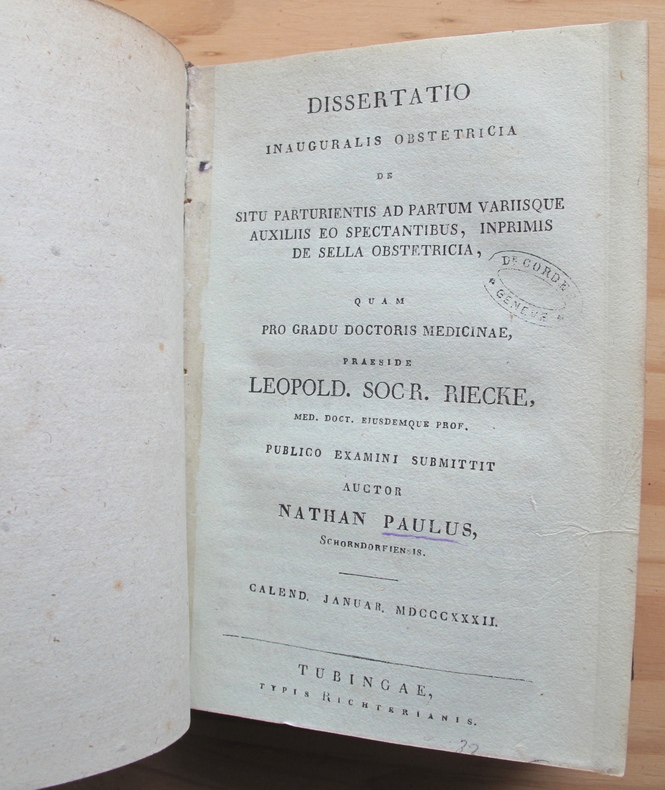 DISSERTATIO
INAUGURALIS OBSTETRICIA
DE
SITU PARTURIENTIS AD PARTUM VARIISQUE
AUXILIIS EO SPECTANTIBUS, INPRIMIS
DE SELLA OBSTETRICIA,
DE CORDE
GENÈVE
QUAM
PRO GRADU DOCTORIS MEDICINAE,
PRAESIDE
LEOPOLD. SOCR. RIECKE,
MED. DOCT. EJUSDEMQUE PROF.
PUBLICO EXAMINI SUBMITTIT
AUCTOR
NATHAN PAULUS,
SCHORNDORFIENSIS.
CALEND. JANUAR. MDCCCXXXII.
TUBINGAE,
TYPIS RICHTERIANIS.